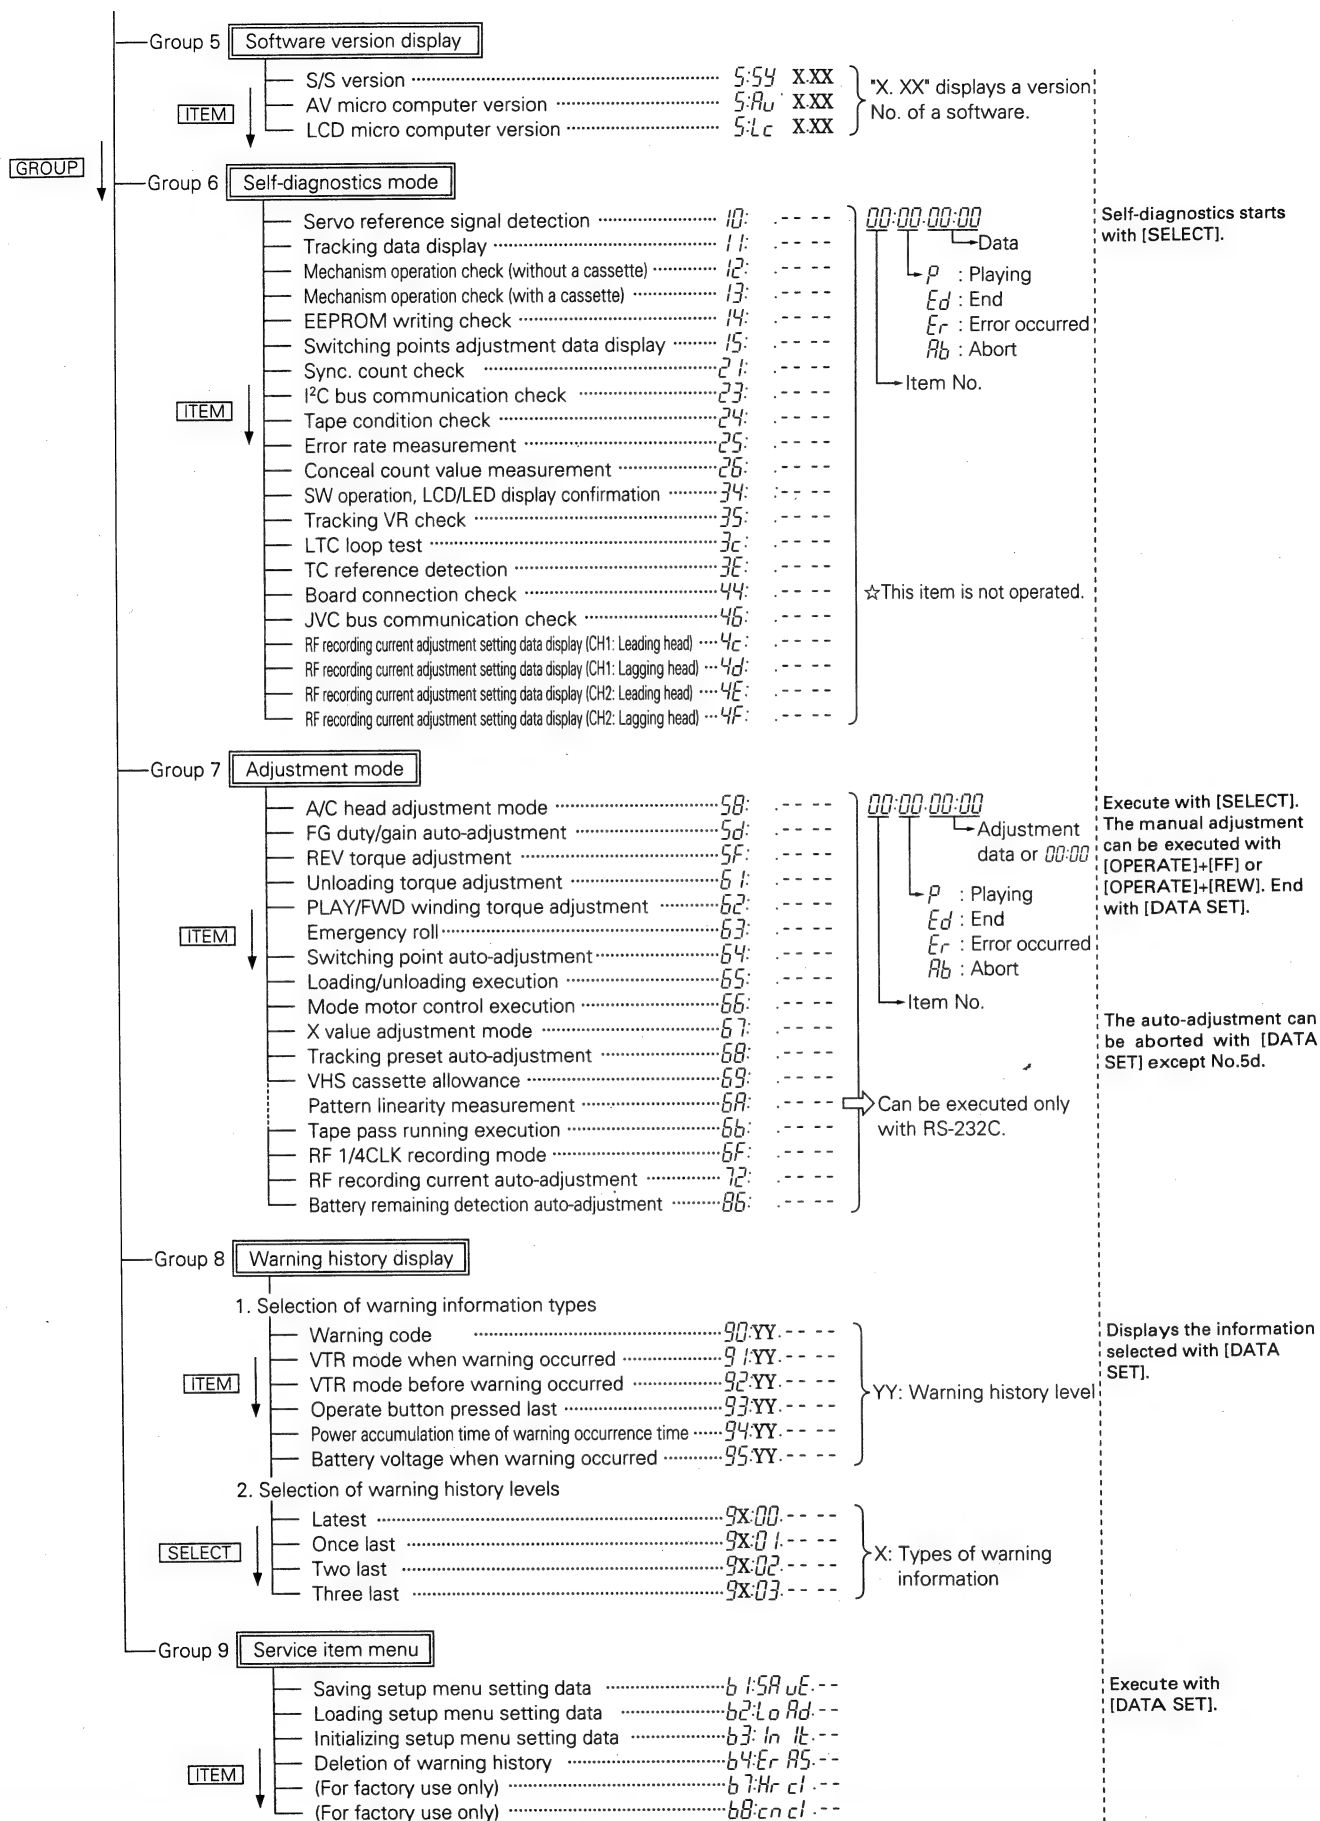 Group 5 Software version display
S/S version 5:SY X.XX
AV micro computer version 5:Au X.XX
LCD micro computer version 5:Lc X.XX
"X. XX" displays a version
No. of a software.
ITEM
GROUP
Group 6 Self-diagnostics mode
Servo reference signal detection 10: .- - - -
Tracking data display 11: .- - - -
Mechanism operation check (without a cassette) 12: .- - - -
Mechanism operation check (with a cassette) 13: .- - - -
EEPROM writing check 14: .- - - -
Switching points adjustment data display 15: .- - - -
Sync. count check 21: .- - - -
I²C bus communication check 23: .- - - -
Tape condition check 24: .- - - -
Error rate measurement 25: .- - - -
Conceal count value measurement 26: .- - - -
SW operation, LCD/LED display confirmation 34: :- - - -
Tracking VR check 35: .- - - -
LTC loop test 3c: .- - - -
TC reference detection 3E: .- - - -
Board connection check 44: .- - - -
JVC bus communication check 46: .- - - -
RF recording current adjustment setting data display (CH1: Leading head) 4c: .- - - -
RF recording current adjustment setting data display (CH1: Lagging head) 4d: .- - - -
RF recording current adjustment setting data display (CH2: Leading head) 4E: .- - - -
RF recording current adjustment setting data display (CH2: Lagging head) 4F: .- - - -
ITEM
00:00.00:00
Data
P : Playing
Ed : End
Er : Error occurred
Ab : Abort
Item No.
☆This item is not operated.
Self-diagnostics starts
with [SELECT].
Group 7 Adjustment mode
A/C head adjustment mode 58: .- - - -
FG duty/gain auto-adjustment 5d: .- - - -
REV torque adjustment 5F: .- - - -
Unloading torque adjustment 61: .- - - -
PLAY/FWD winding torque adjustment 62: .- - - -
Emergency roll 63: .- - - -
Switching point auto-adjustment 64: .- - - -
Loading/unloading execution 65: .- - - -
Mode motor control execution 66: .- - - -
X value adjustment mode 67: .- - - -
Tracking preset auto-adjustment 68: .- - - -
VHS cassette allowance 69: .- - - -
Pattern linearity measurement 6A: .- - - -
Tape pass running execution 6b: .- - - -
RF 1/4CLK recording mode 6F: .- - - -
RF recording current auto-adjustment 72: .- - - -
Battery remaining detection auto-adjustment 86: .- - - -
ITEM
00:00.00:00
Adjustment
data or 00:00
P : Playing
Ed : End
Er : Error occurred
Ab : Abort
Item No.
Can be executed only
with RS-232C.
Execute with [SELECT].
The manual adjustment
can be executed with
[OPERATE]+[FF] or
[OPERATE]+[REW]. End
with [DATA SET].
The auto-adjustment can
be aborted with [DATA
SET] except No.5d.
Group 8 Warning history display
1. Selection of warning information types
Warning code 90:YY.- - - -
VTR mode when warning occurred 91:YY.- - - -
VTR mode before warning occurred 92:YY.- - - -
Operate button pressed last 93:YY.- - - -
Power accumulation time of warning occurrence time 94:YY.- - - -
Battery voltage when warning occurred 95:YY.- - - -
ITEM
YY: Warning history level
Displays the information
selected with [DATA
SET].
2. Selection of warning history levels
Latest 9X:00.- - - -
Once last 9X:01.- - - -
Two last 9X:02.- - - -
Three last 9X:03.- - - -
SELECT
X: Types of warning
information
Group 9 Service item menu
Saving setup menu setting data b1:SAuE.- -
Loading setup menu setting data b2:LoAd.- -
Initializing setup menu setting data b3:InIt.- -
Deletion of warning history b4:ErAS.- -
(For factory use only) b7:Hrcl.- -
(For factory use only) b8:cncl.- -
ITEM
Execute with
[DATA SET].